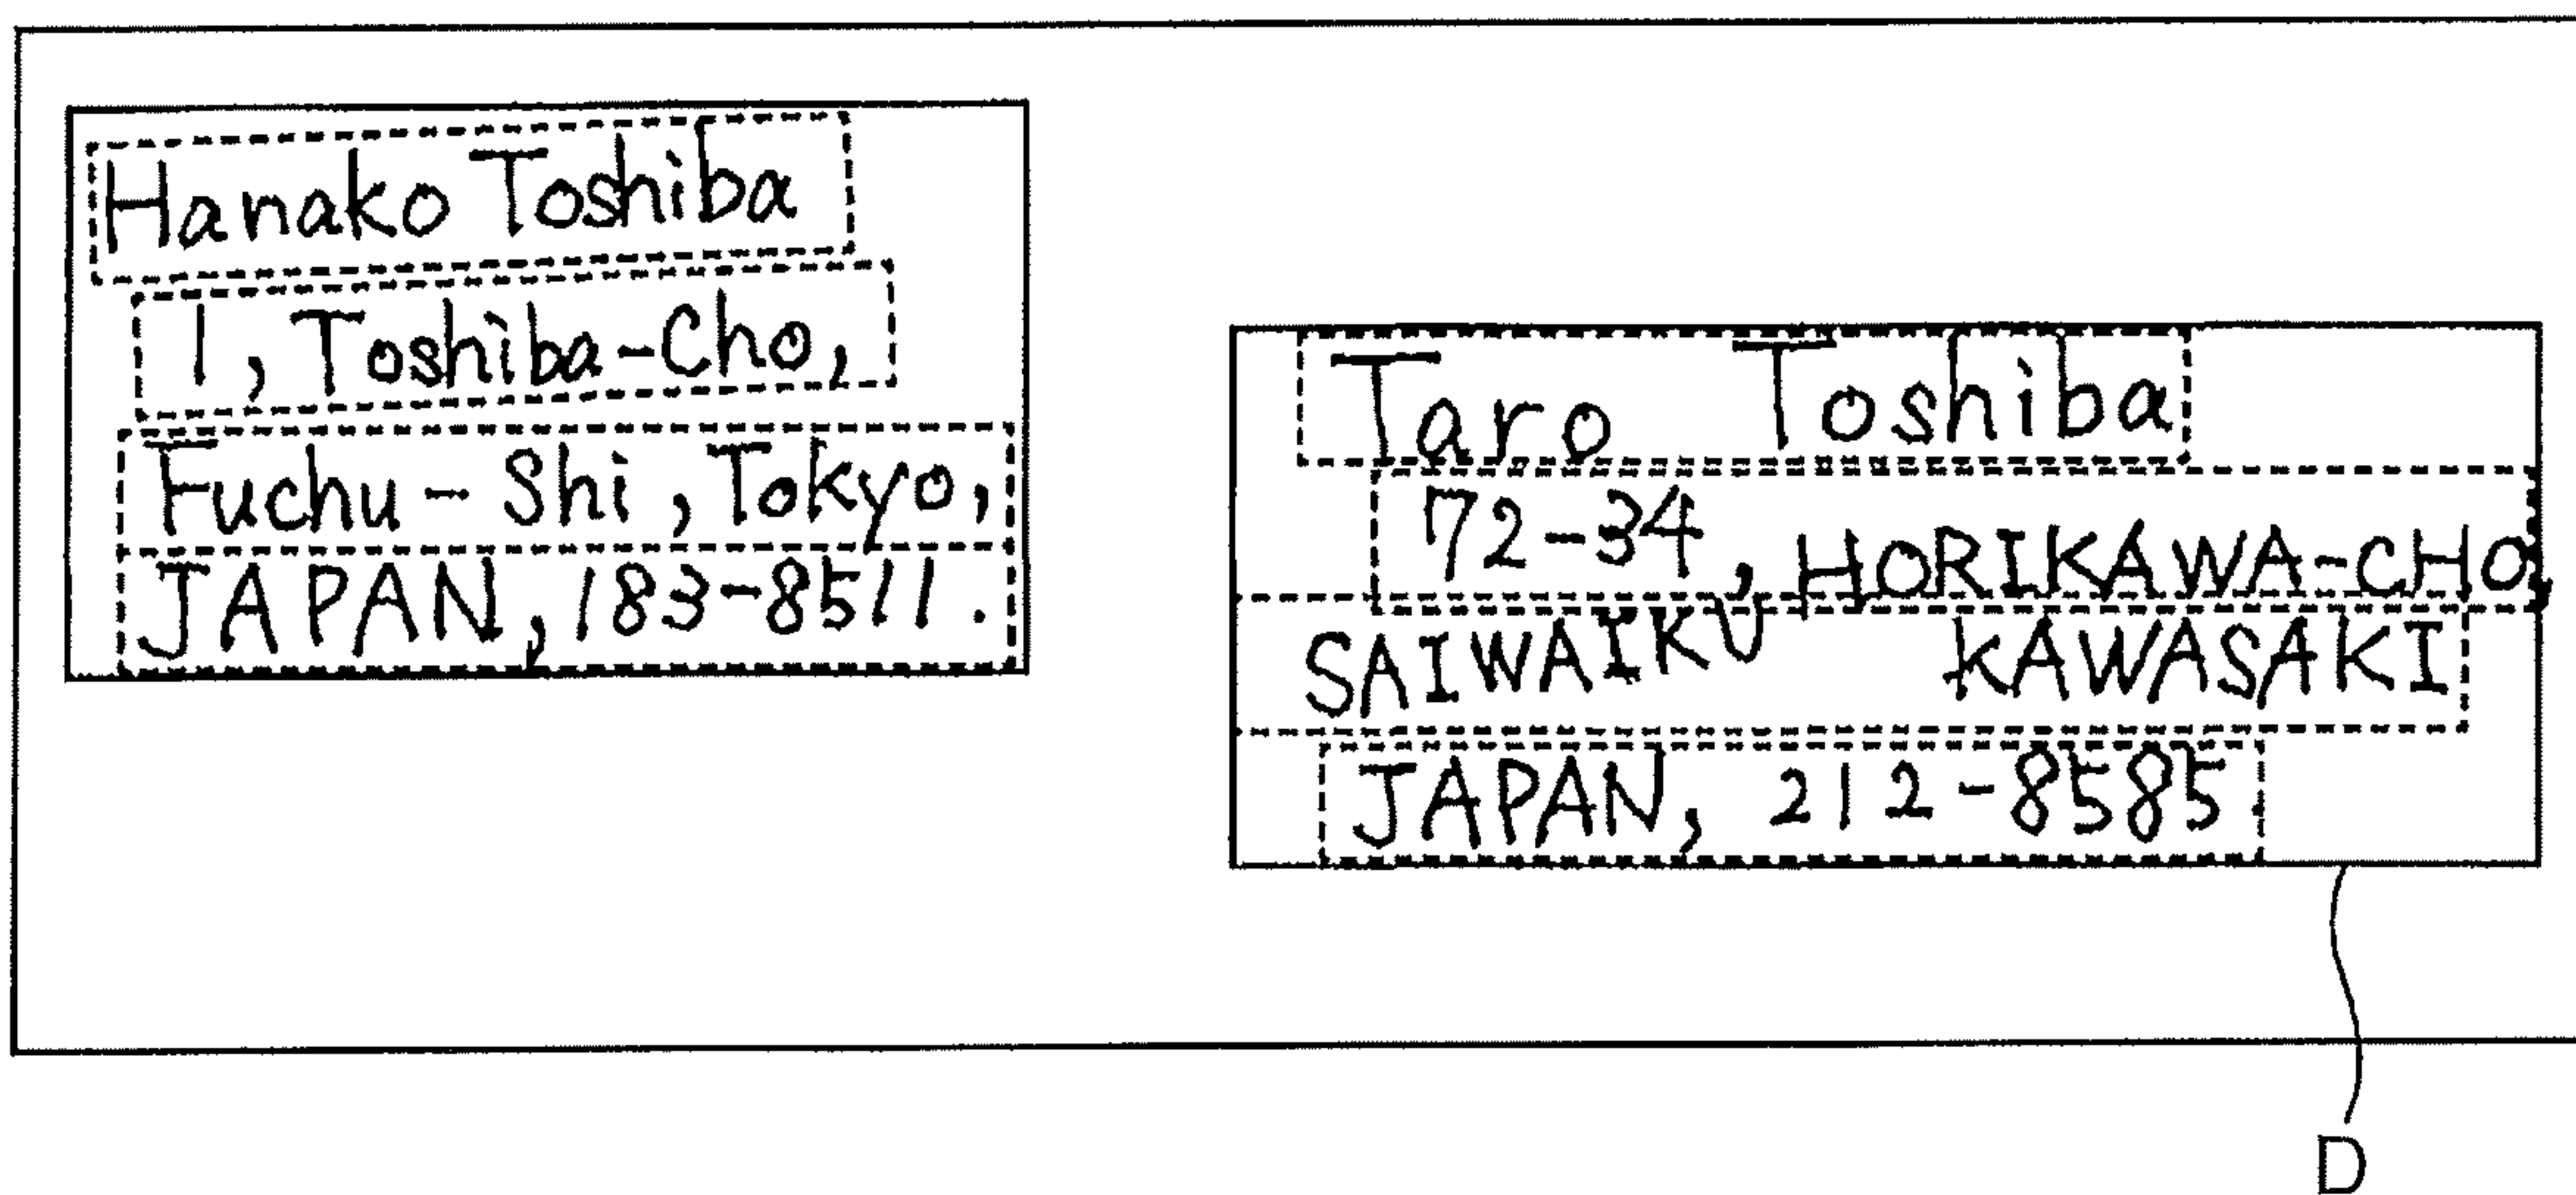 Hanako Toshiba
1, Toshiba-Cho,
Fuchu-Shi, Tokyo,
JAPAN, 183-8511.
Taro Toshiba
72-34, HORIKAWA-CHO,
SAIWAIKU KAWASAKI
JAPAN, 212-8585
D